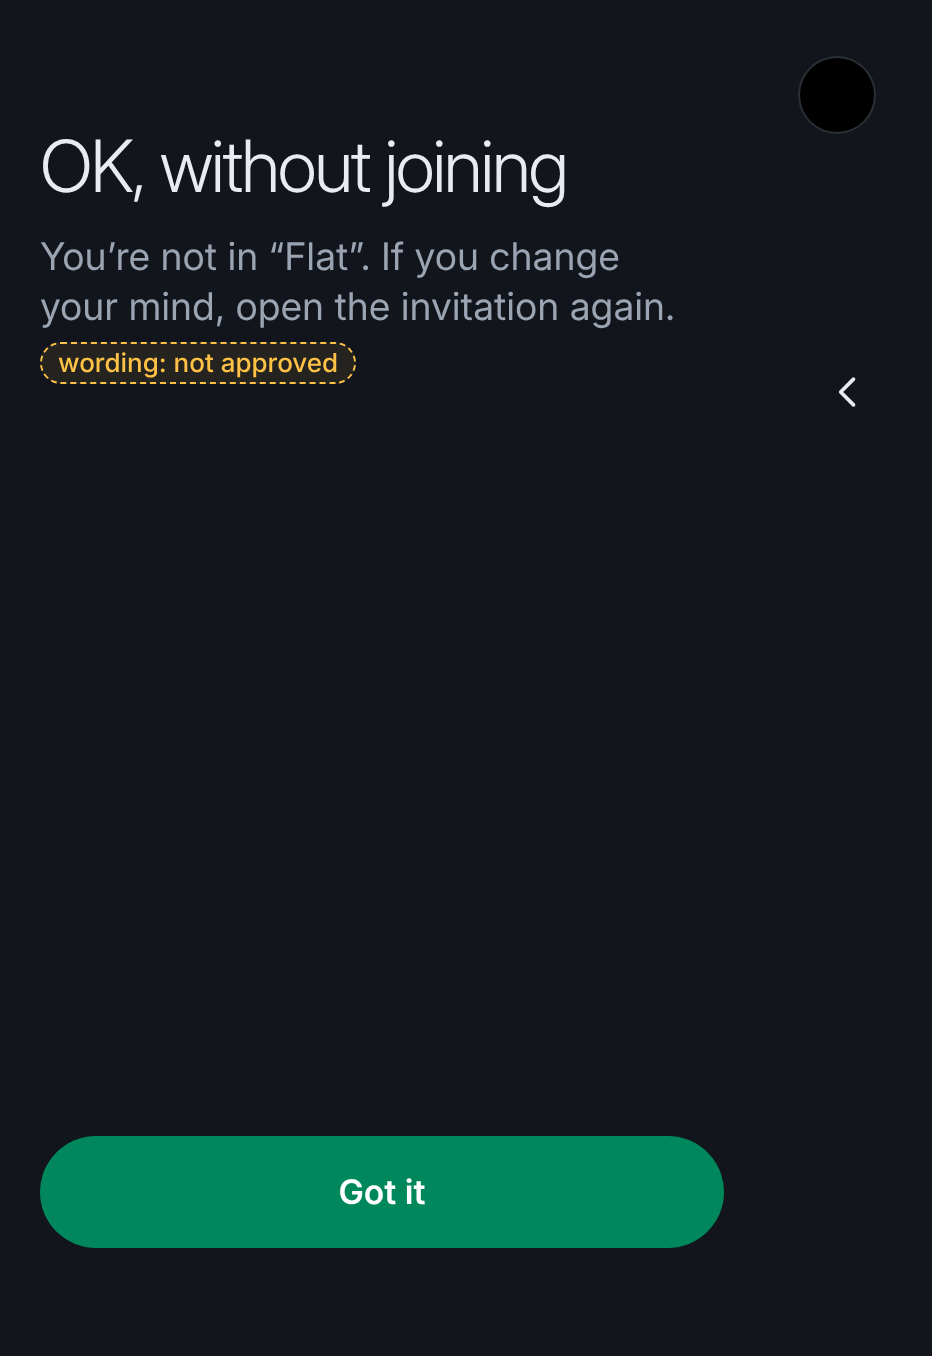 OK, without joining
You’re not in “Flat”. If you change
your mind, open the invitation again.
wording: not approved
Got it